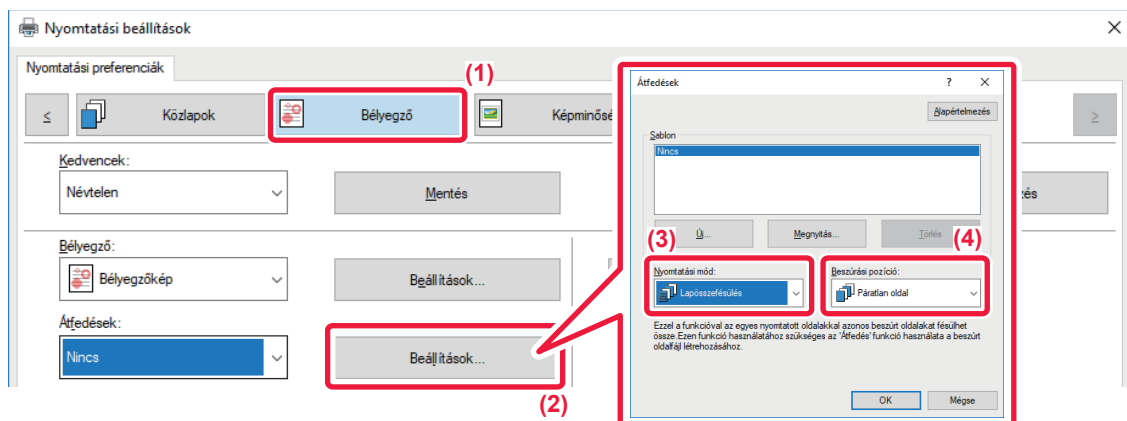 Nyomtatási beállítások
Nyomtatási preferenciák
(1)
Közlapok
Bélyegző
Képminősé
Kedvencek:
Névtelen
Mentés
zés
Bélyegző:
Bélyegzőkép
Beállítások...
Átfedések:
Nincs
Beállítások...
(2)
Átfedések
?
Alapértelmezés
Sablon
Nincs
Új...
Megnyitás...
Törlés
(3)
(4)
Nyomtatási mód:
Beszúrási pozíció:
Lapösszefésülés
Páratlan oldal
Ezzel a funkcióval az egyes nyomtatott oldalakkal azonos beszúrt oldalakat fésülhet
össze.Ezen funkció használatához szükséges az 'Átfedés' funkció használata a beszúrt
oldalfájl létrehozásához.
OK
Mégse